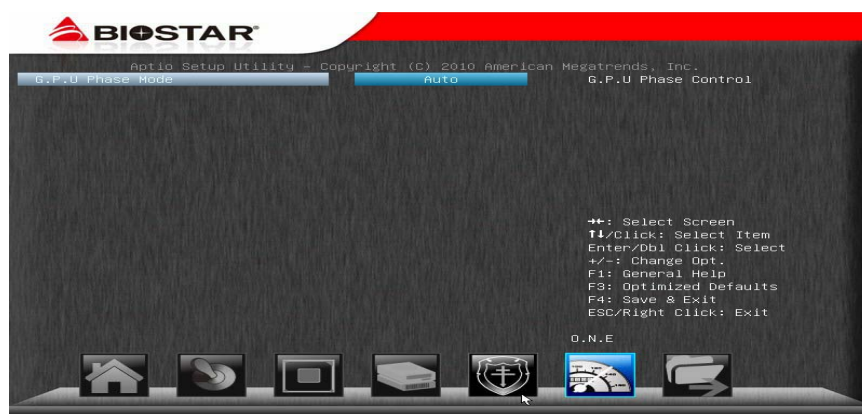 BIOSTAR
Aptio Setup Utility - Copyright (C) 2010 American Megatrends, Inc.
G.P.U Phase Mode Auto G.P.U Phase Control
→←: Select Screen
↑↓/Click: Select Item
Enter/Dbl Click: Select
+/-: Change Opt.
F1: General Help
F3: Optimized Defaults
F4: Save & Exit
ESC/Right Click: Exit
O.N.E